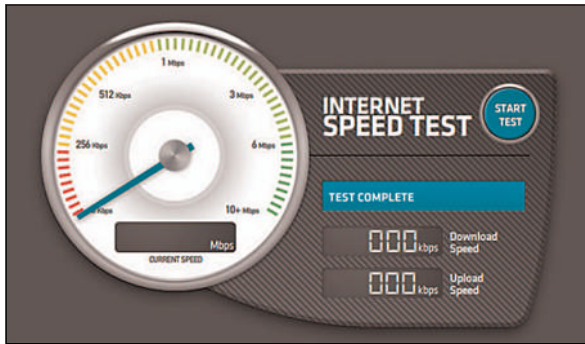 1 Mbps
512 Kbps
3 Mbps
256 Kbps
6 Mbps
10+ Mbps
Mbps
CURRENT SPEED
INTERNET
SPEED TEST
START
TEST
TEST COMPLETE
000 kbps Download
Speed
000 kbps Upload
Speed